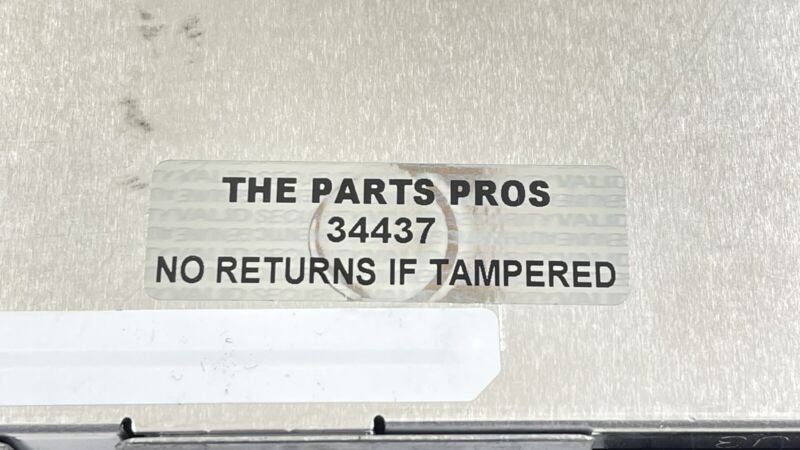 THE PARTS PROS
34437
NO RETURNS IF TAMPERED